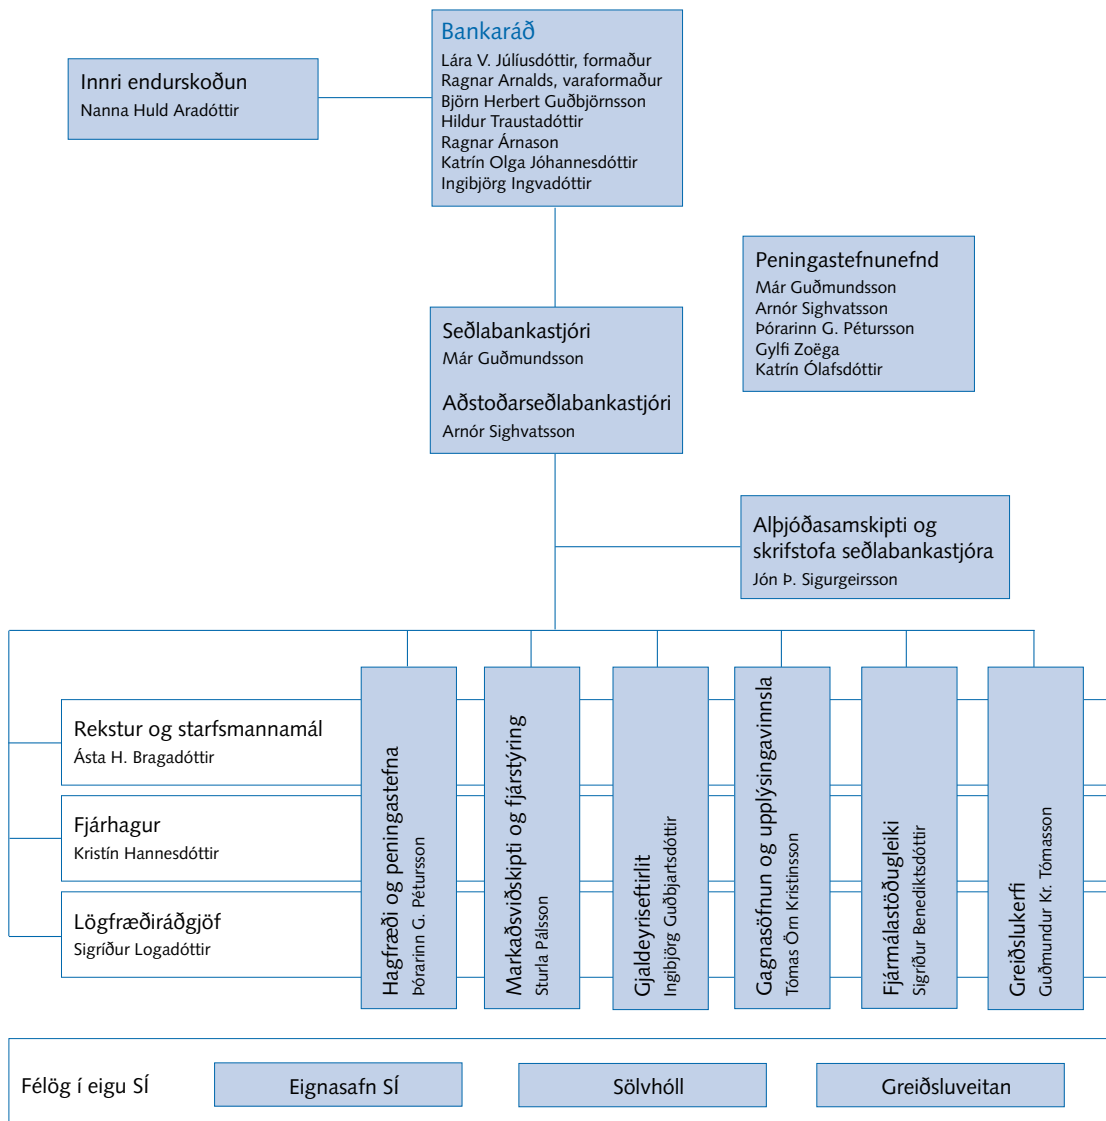 Bankaráð
Lára V. Júlíusdóttir, formaður
Ragnar Arnalds, varaformaður
Björn Herbert Guðbjörnsson
Hildur Traustadóttir
Ragnar Árnason
Katrín Olga Jóhannesdóttir
Ingibjörg Ingvadóttir
Innri endurskoðun
Nanna Huld Aradóttir
Peningastefnunefnd
Már Guðmundsson
Arnór Sighvatsson
Þórarinn G. Pétursson
Gylfi Zoëga
Katrín Ólafsdóttir
Seðlabankastjóri
Már Guðmundsson
Aðstoðarseðlabankastjóri
Arnór Sighvatsson
Alþjóðasamskipti og
skrifstofa seðlabankastjóra
Jón Þ. Sigurgeirsson
Rekstur og starfsmannamál
Ásta H. Bragadóttir
Fjárhagur
Kristín Hannesdóttir
Lögfræðiráðgjöf
Sigríður Logadóttir
Hagfræði og peningastefna
Þórarinn G. Pétursson
Markaðsviðskipti og fjárstýring
Sturla Pálsson
Gjaldeyriseftirlit
Ingibjörg Guðbjartsdóttir
Gagnasöfnun og upplýsingavinnsla
Tómas Örn Kristinsson
Fjármálastöðugleiki
Sigríður Benediktsdóttir
Greiðslukerfi
Guðmundur Kr. Tómasson
Félög í eigu SÍ
Eignasafn SÍ
Sölvhóll
Greiðsluveitan